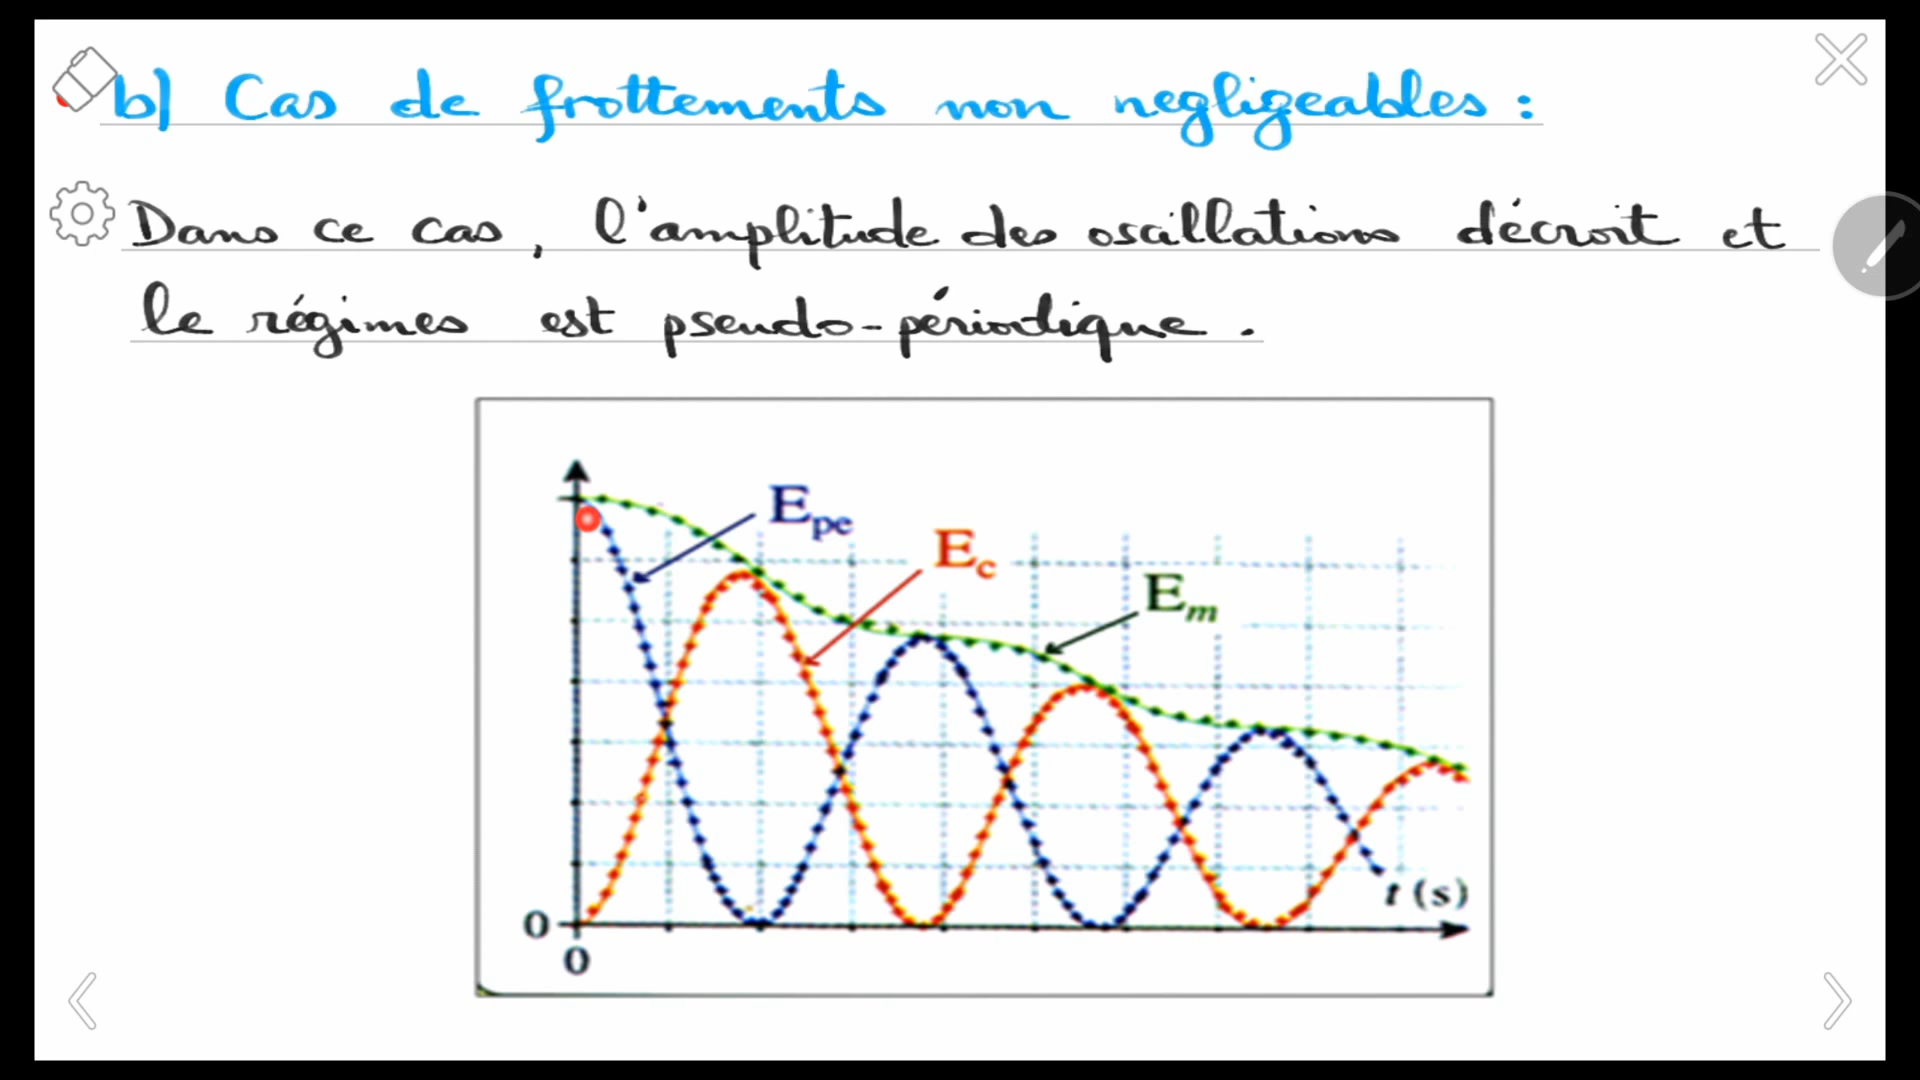 b) Cas de frottements non negligeables :
Dans ce cas, l'amplitude des oscillations décroit et
le régimes est pseudo-périodique.
Epe
Ec
Em
t (s)
0
0